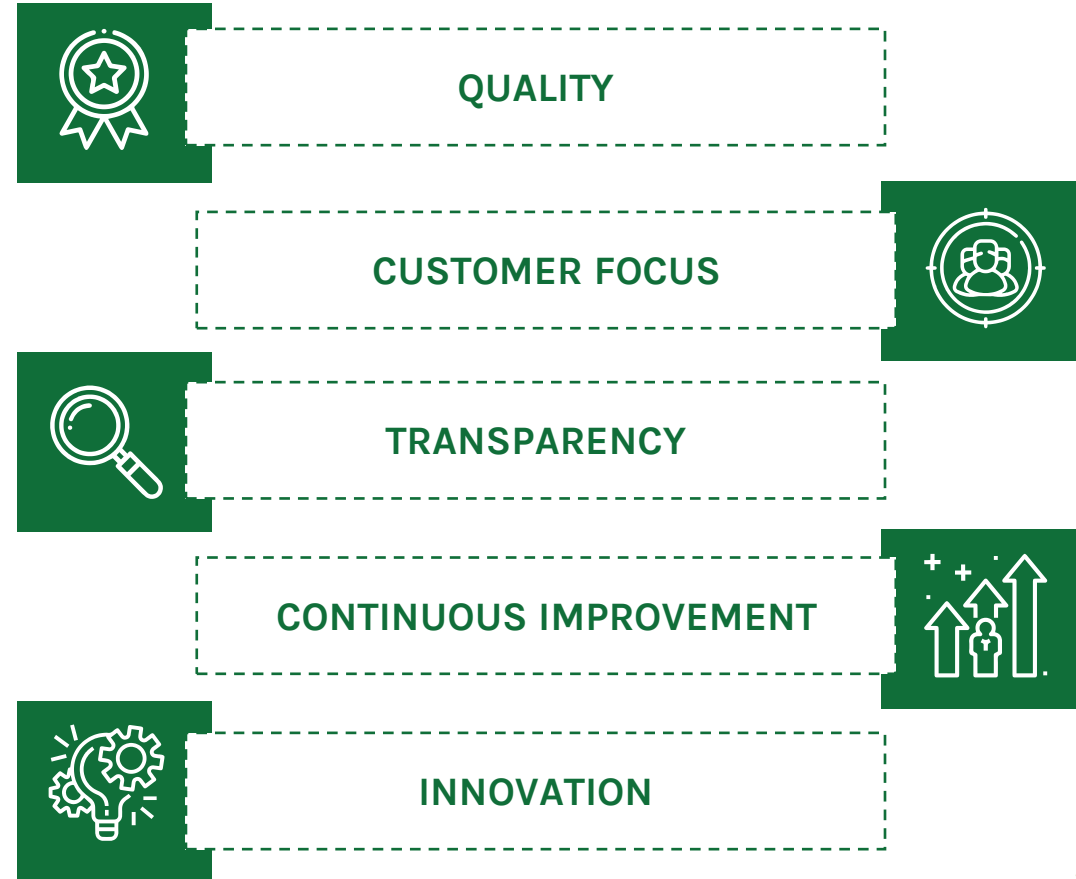 QUALITY
CUSTOMER FOCUS
TRANSPARENCY
CONTINUOUS IMPROVEMENT
INNOVATION